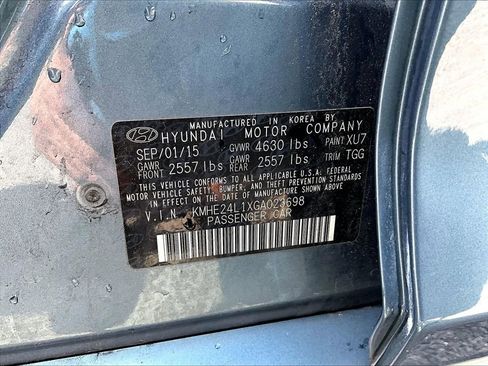 MANUFACTURED IN KOREA BY
HYUNDAI MOTOR COMPANY
SEP/01/15 GVWR 4630 lbs PAINT XU7
GAWR FRONT 2557 lbs GAWR REAR 2557 lbs TRIM TGG
THIS VEHICLE CONFORMS TO ALL APPLICABLE U.S.A. FEDERAL
MOTOR VEHICLE SAFETY, BUMPER, AND THEFT PREVENTION
STANDARDS IN EFFECT ON THE DATE OF MANUFACTURE SHOWN ABOVE.
V.I.N. KMHE24L1XGA023698
PASSENGER CAR